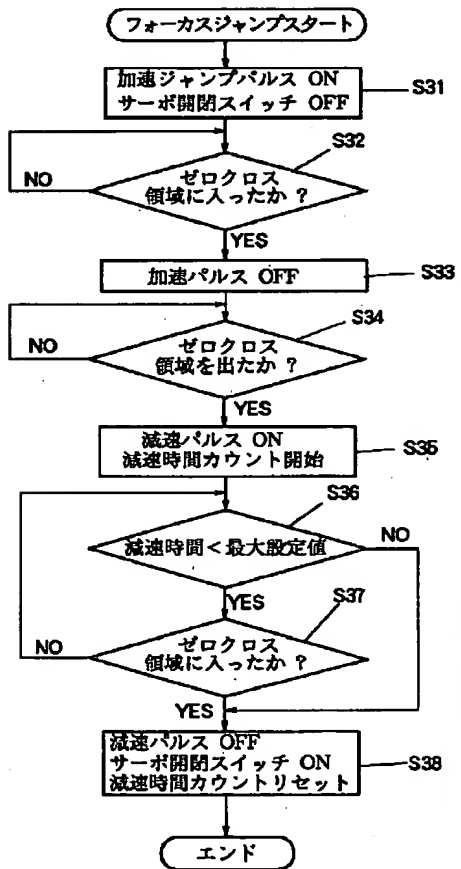 フォーカスジャンプスタート
加速ジャンプパルス ON
サーボ開閉スイッチ OFF
S31
S32
ゼロクロス
領域に入ったか ?
NO
YES
加速パルス OFF
S33
S34
ゼロクロス
領域を出たか ?
NO
YES
減速パルス ON
減速時間カウント開始
S35
S36
減速時間<最大設定値
NO
YES
S37
ゼロクロス
領域に入ったか ?
NO
YES
減速パルス OFF
サーボ開閉スイッチ ON
減速時間カウントリセット
S38
エンド